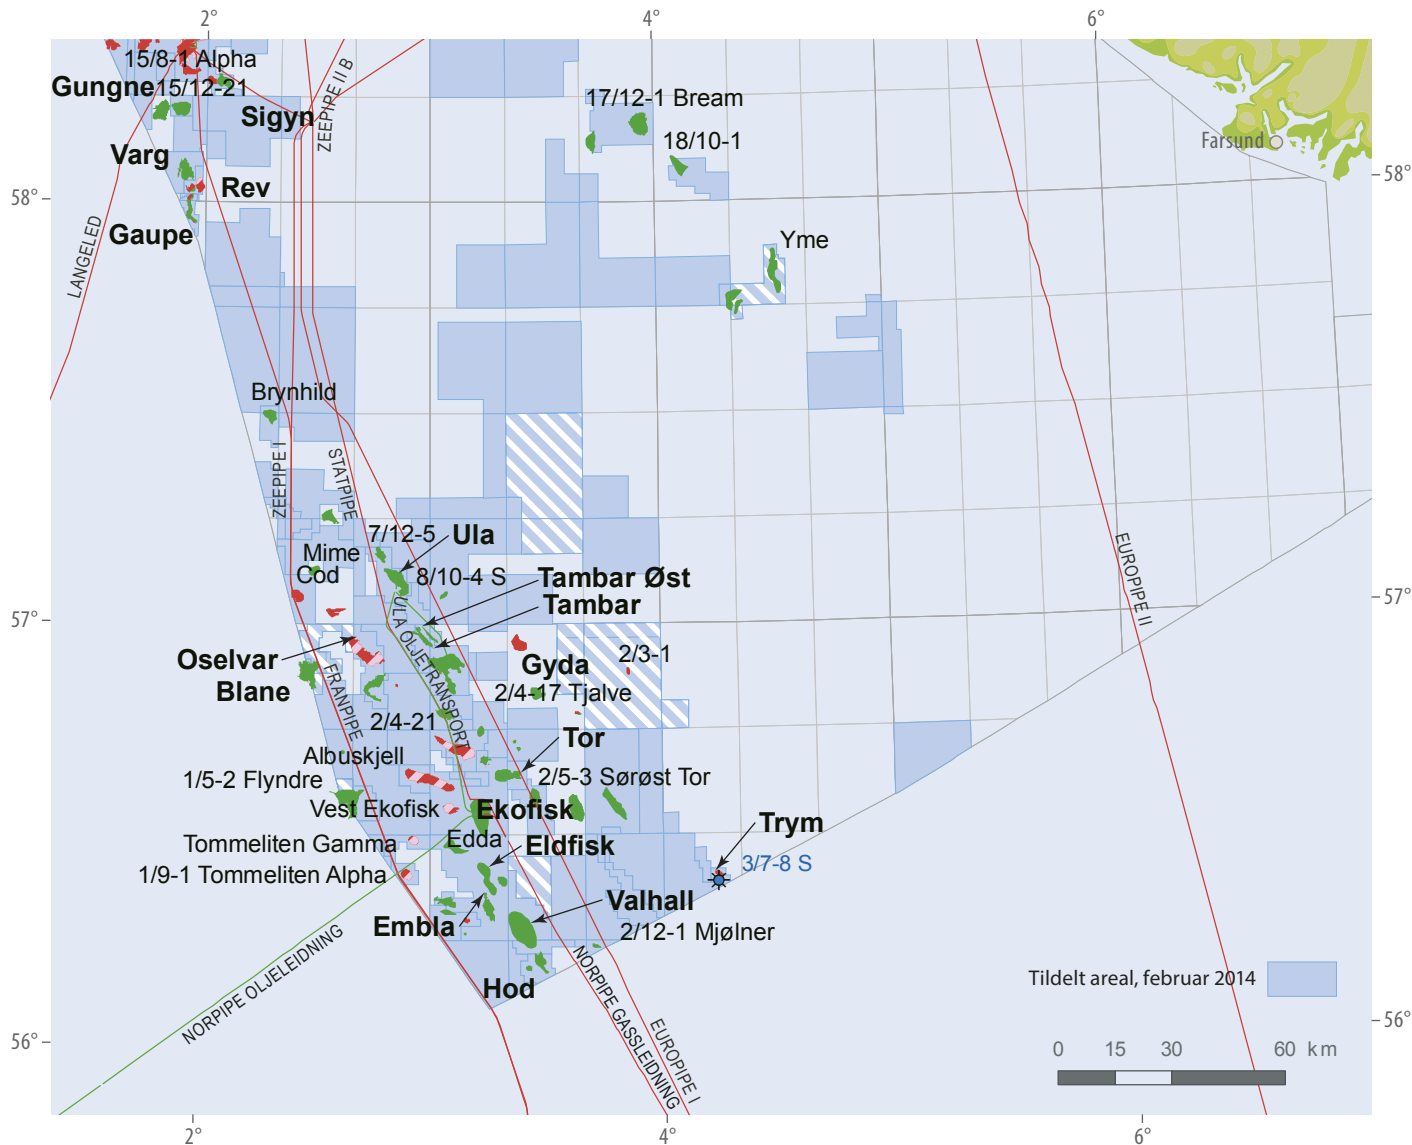 2°
4°
6°
15/8-1 Alpha
Gungne
15/12-21
Sigyn
ZEEPIPE II B
17/12-1 Bream
18/10-1
Farsund
Varg
Rev
58°
58°
Gaupe
LANGELED
Yme
Brynhild
ZEEPIPE I
STATPIPE
7/12-5
Ula
Mime
Cod
8/10-4 S
Tambar Øst
Tambar
EUROPIPE II
57°
57°
ULA OLJETRANSPORT
Oselvar
Blane
FRANPIPE
Gyda
2/3-1
2/4-17 Tjalve
2/4-21
Tor
Albuskjell
1/5-2 Flyndre
2/5-3 Sørøst Tor
Vest Ekofisk
Ekofisk
Trym
Tommeliten Gamma
Edda
Eldfisk
3/7-8 S
1/9-1 Tommeliten Alpha
Valhall
Embla
2/12-1 Mjølner
NORPIPE OLJELEIDNING
Hod
NORPIPE GASSLEIDNING
EUROPIPE I
Tildelt areal, februar 2014
56°
56°
0 15 30 60 km
2°
4°
6°